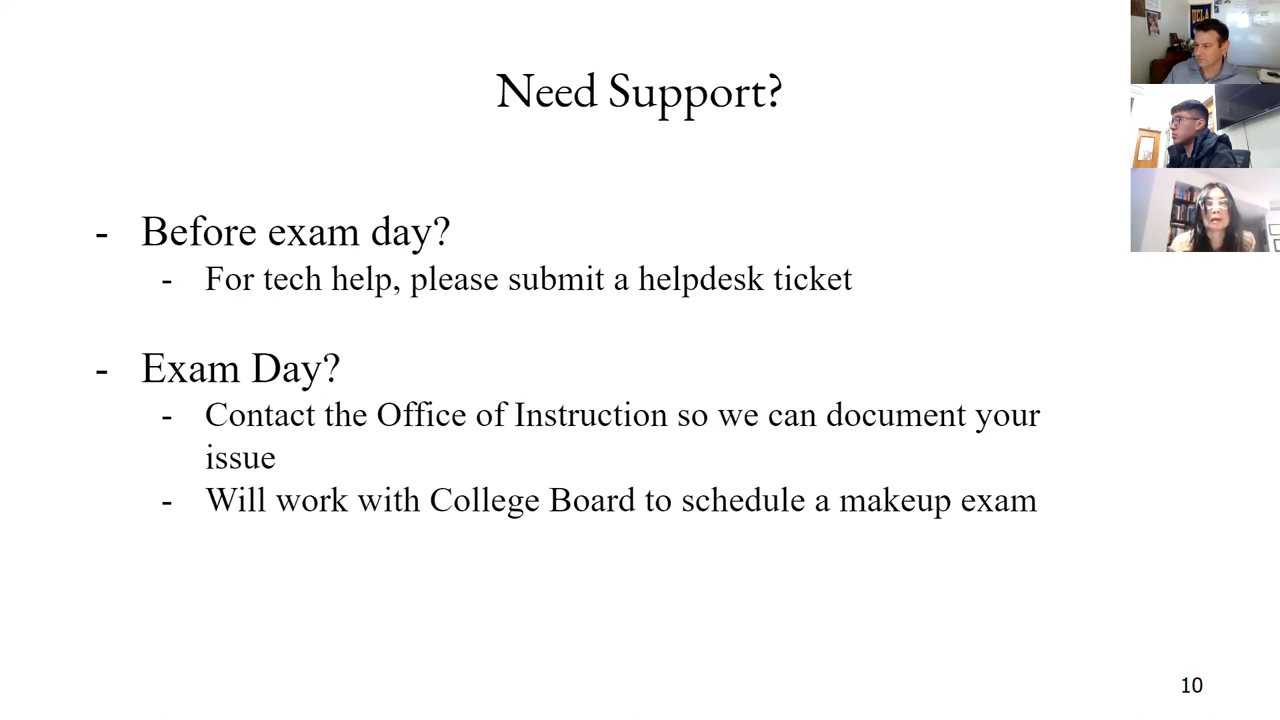 Need Support?
UCLA
- Before exam day?
- For tech help, please submit a helpdesk ticket
- Exam Day?
- Contact the Office of Instruction so we can document your
issue
- Will work with College Board to schedule a makeup exam
10